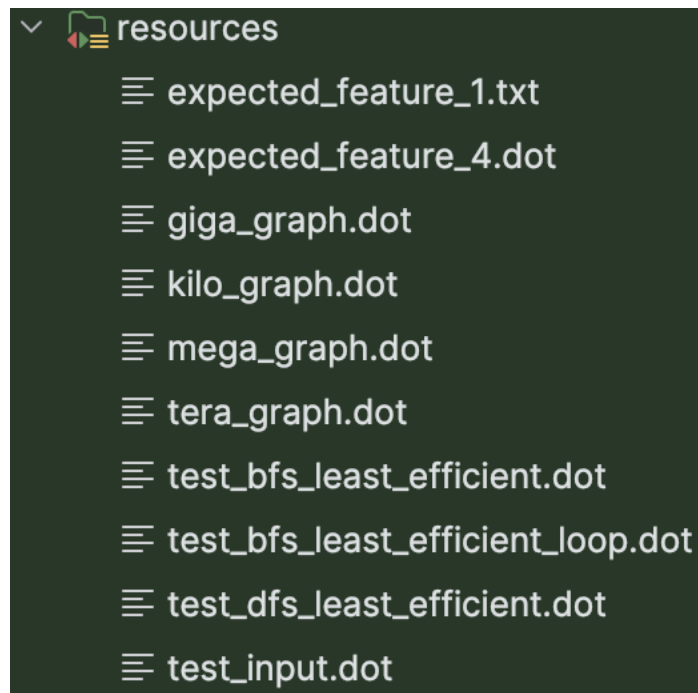 resources
expected_feature_1.txt
expected_feature_4.dot
giga_graph.dot
kilo_graph.dot
mega_graph.dot
tera_graph.dot
test_bfs_least_efficient.dot
test_bfs_least_efficient_loop.dot
test_dfs_least_efficient.dot
test_input.dot